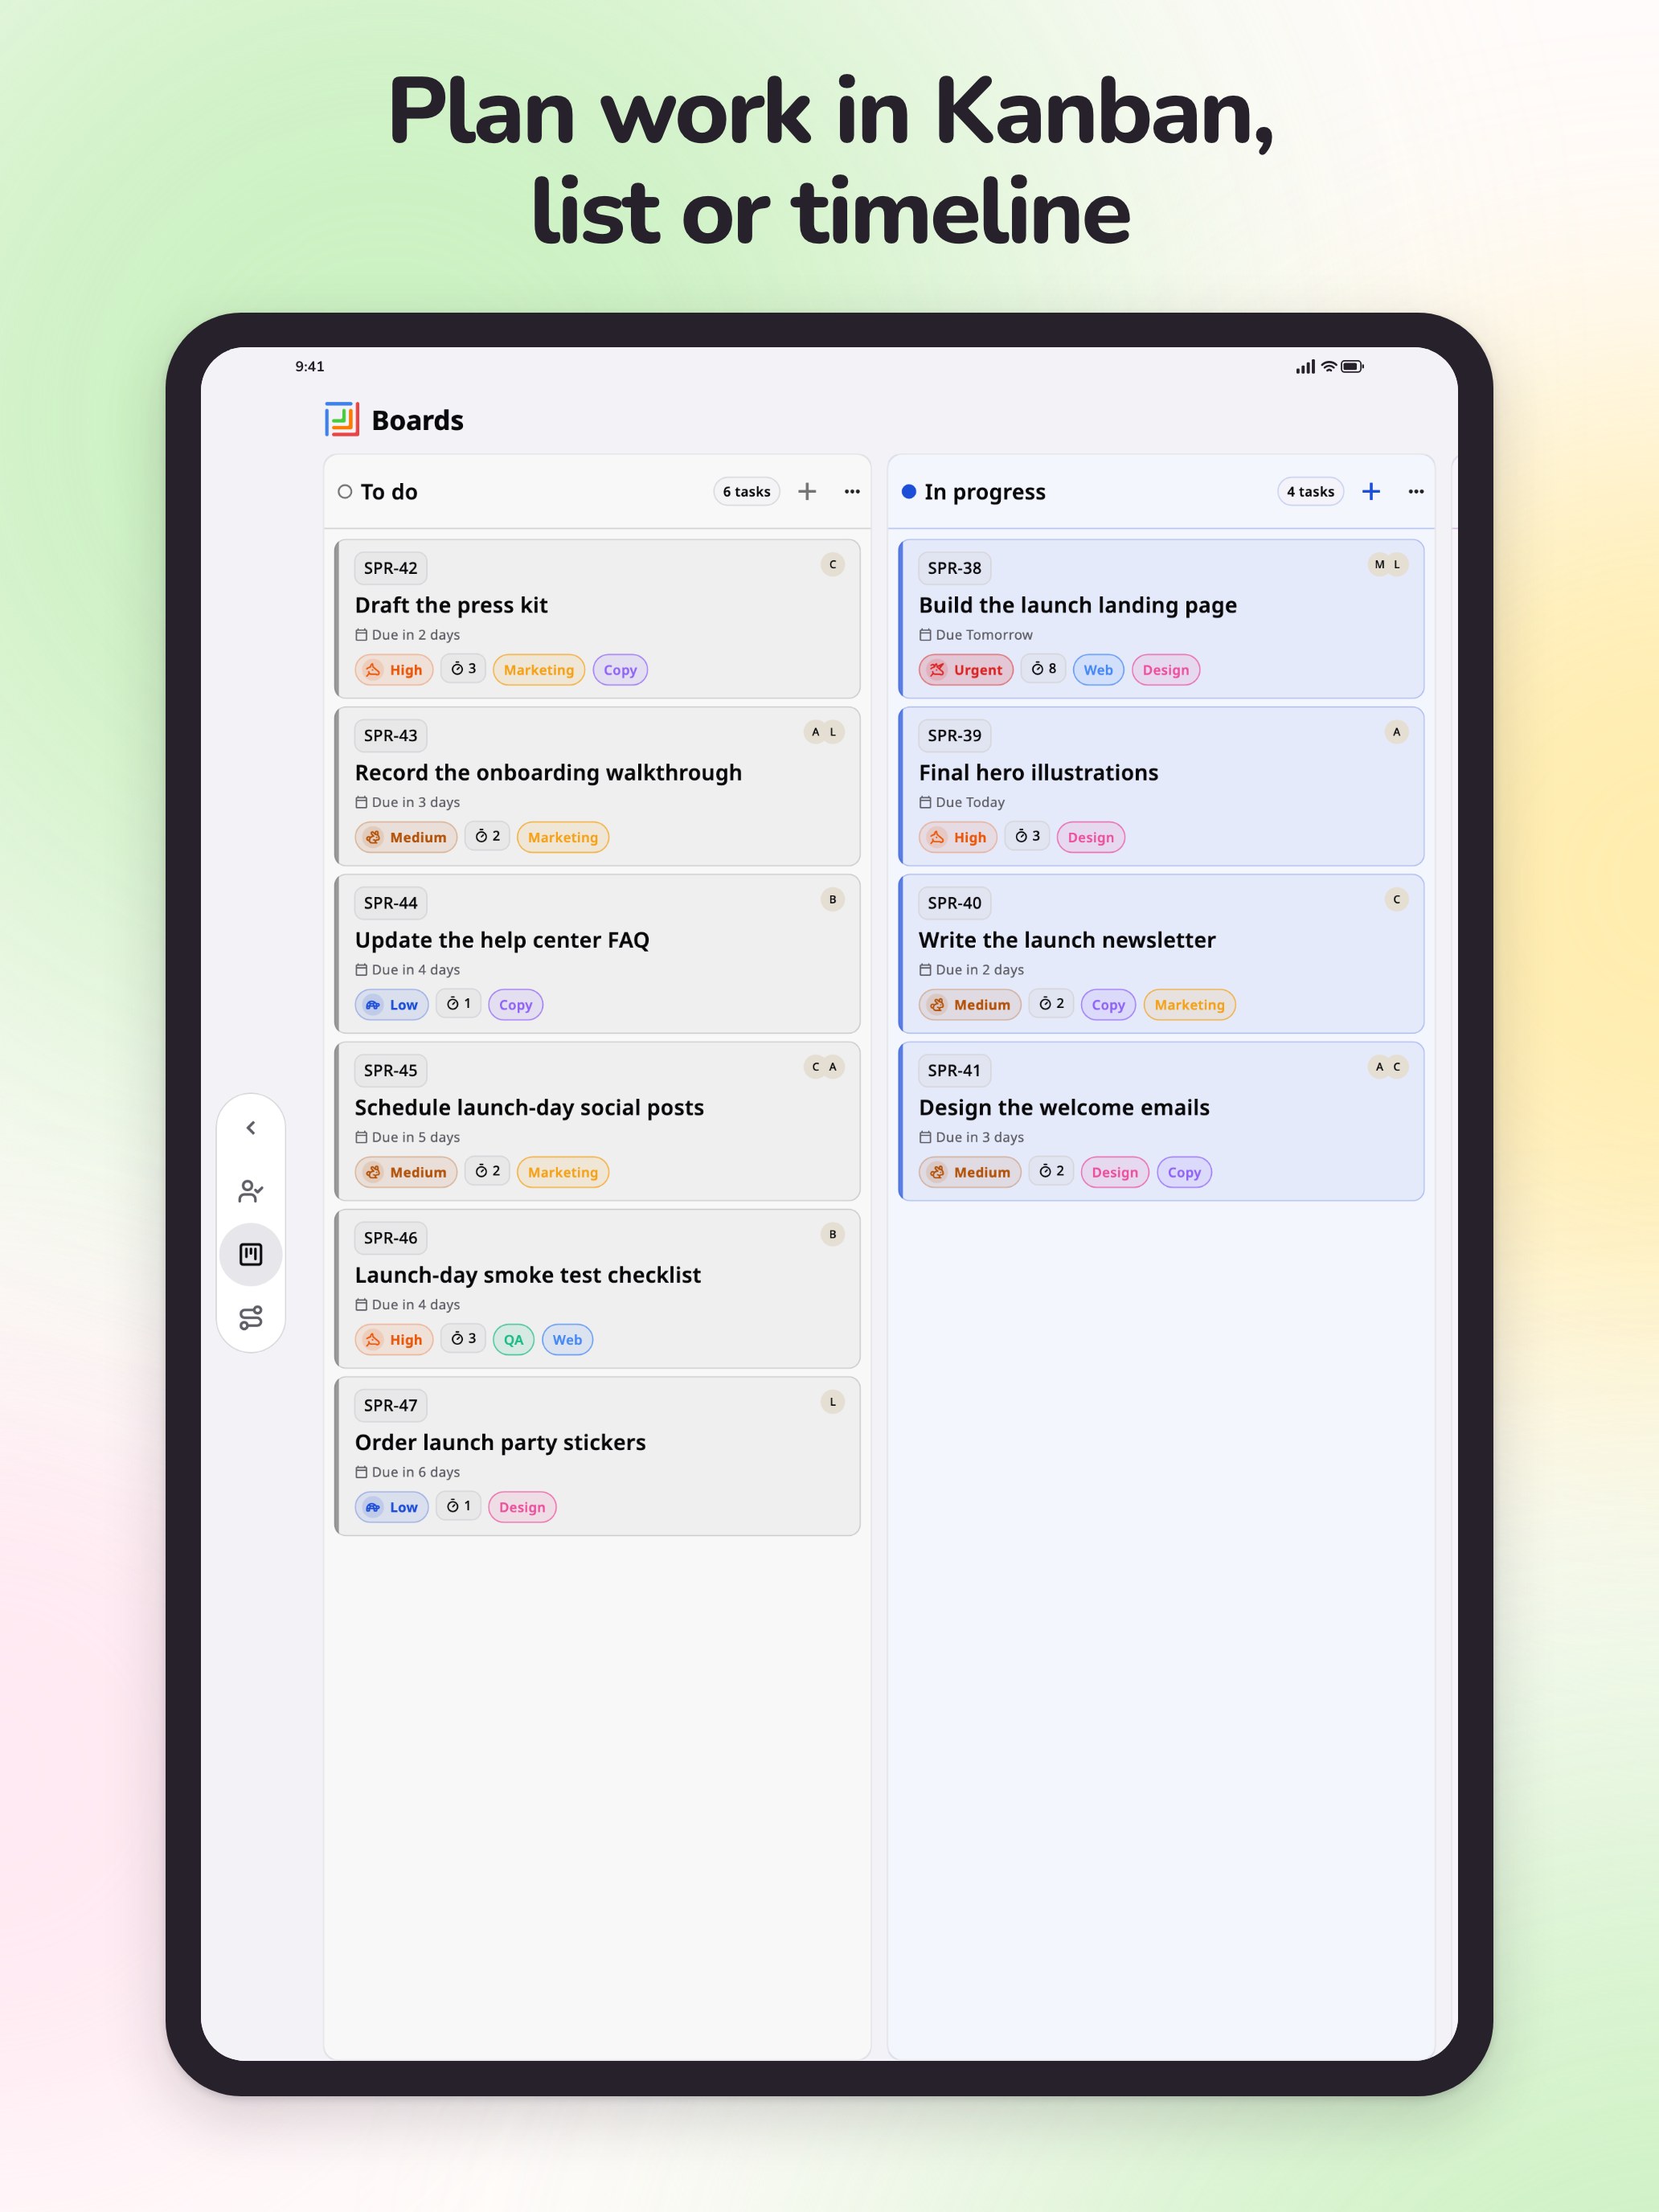 Plan work in Kanban,
list or timeline
9:41
Boards
To do
6 tasks
SPR-42
C
Draft the press kit
Due in 2 days
High
3
Marketing
Copy
SPR-43
A L
Record the onboarding walkthrough
Due in 3 days
Medium
2
Marketing
SPR-44
B
Update the help center FAQ
Due in 4 days
Low
1
Copy
SPR-45
C A
Schedule launch-day social posts
Due in 5 days
Medium
2
Marketing
SPR-46
B
Launch-day smoke test checklist
Due in 4 days
High
3
QA
Web
SPR-47
L
Order launch party stickers
Due in 6 days
Low
1
Design
In progress
4 tasks
SPR-38
M L
Build the launch landing page
Due Tomorrow
Urgent
8
Web
Design
SPR-39
A
Final hero illustrations
Due Today
High
3
Design
SPR-40
C
Write the launch newsletter
Due in 2 days
Medium
2
Copy
Marketing
SPR-41
A C
Design the welcome emails
Due in 3 days
Medium
2
Design
Copy